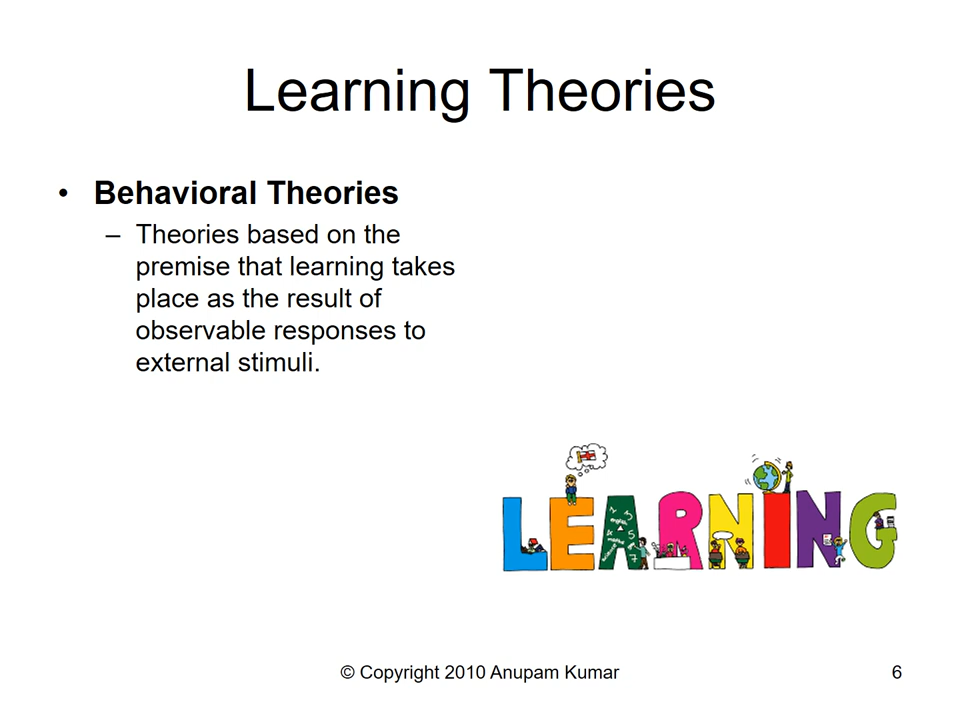 Learning Theories
• Behavioral Theories
– Theories based on the
premise that learning takes
place as the result of
observable responses to
external stimuli.
LEARNING
© Copyright 2010 Anupam Kumar
6